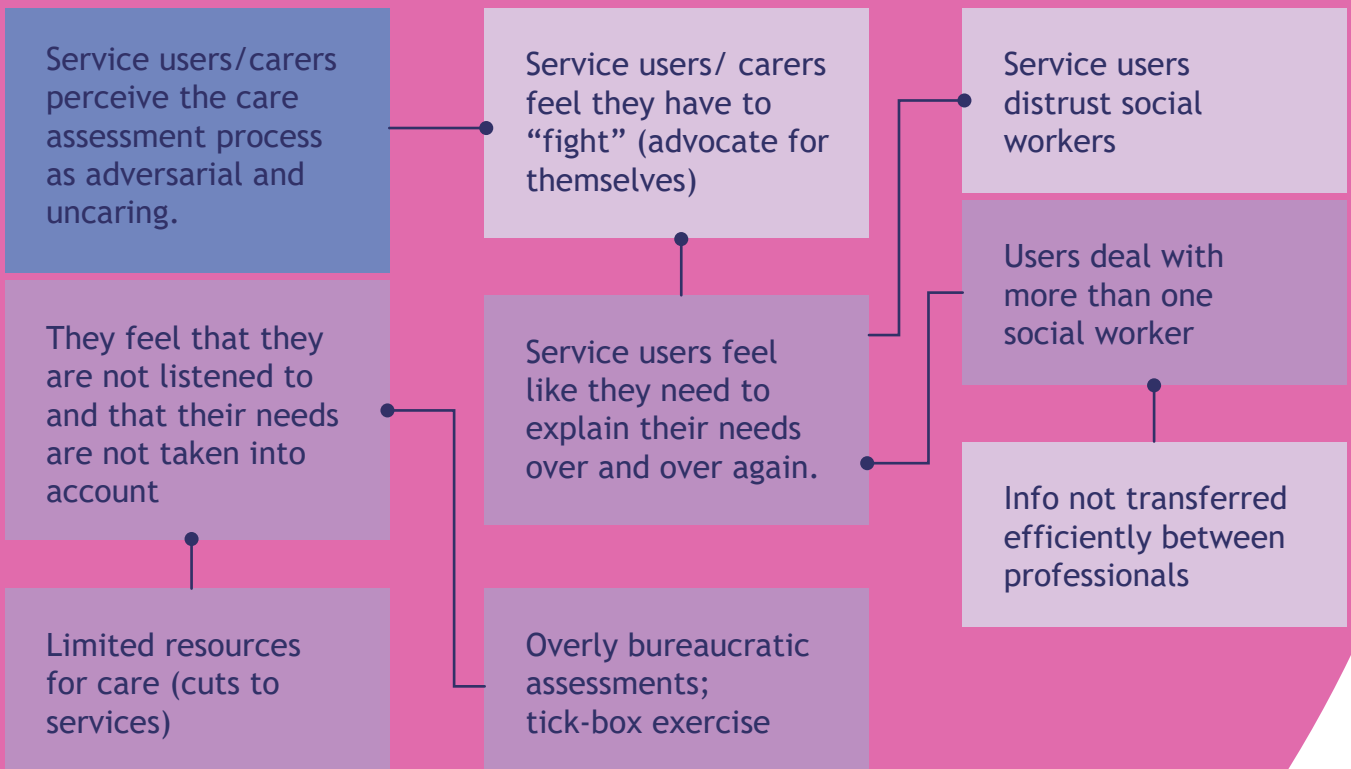 Service users/carers
perceive the care
assessment process
as adversarial and
uncaring.
Service users/ carers
feel they have to
“fight” (advocate for
themselves)
Service users
distrust social
workers
They feel that they
are not listened to
and that their needs
are not taken into
account
Service users feel
like they need to
explain their needs
over and over again.
Users deal with
more than one
social worker
Info not transferred
efficiently between
professionals
Limited resources
for care (cuts to
services)
Overly bureaucratic
assessments;
tick-box exercise